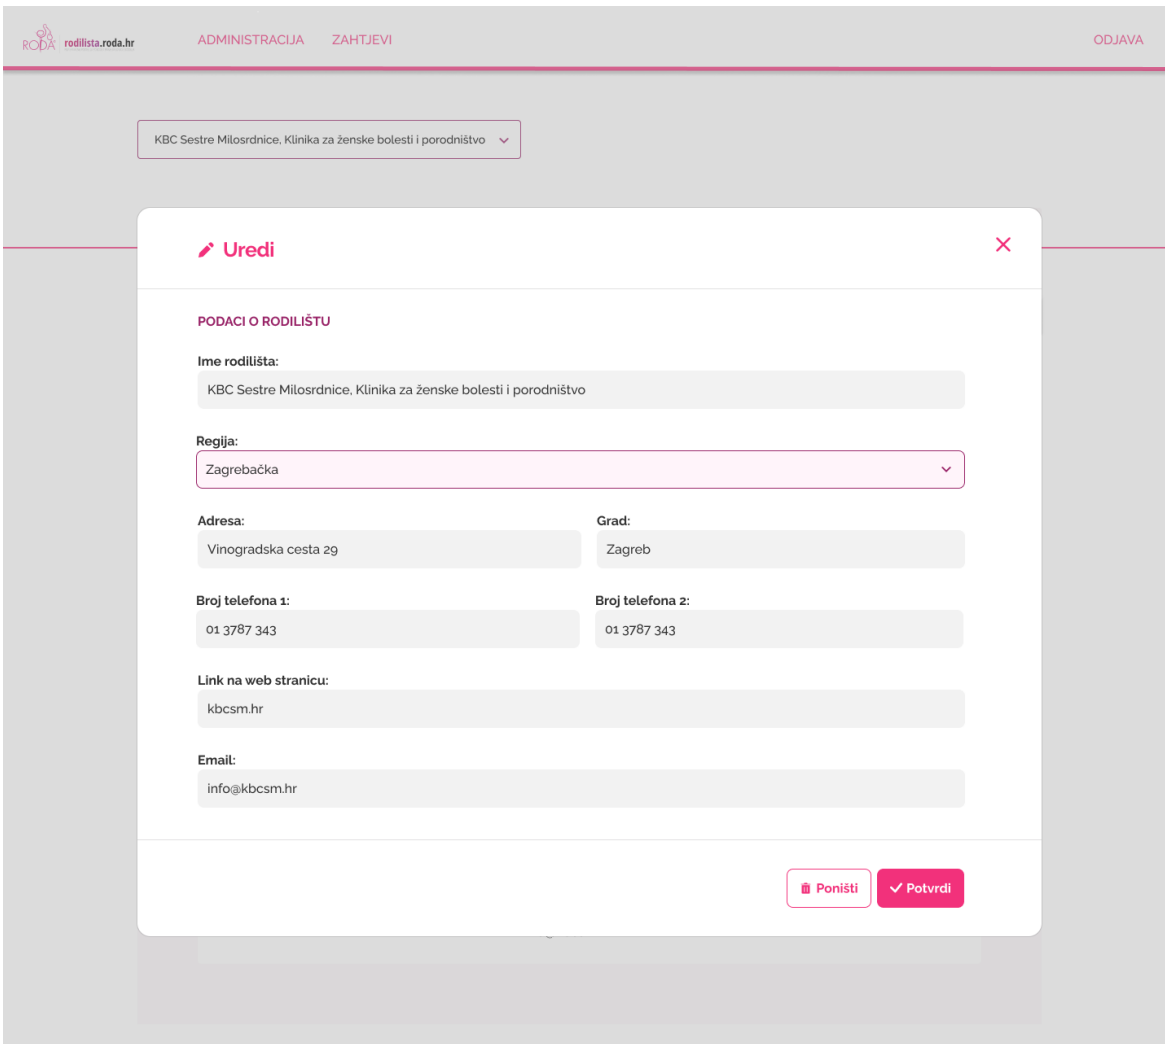 RODA rodilista.roda.hr ADMINISTRACIJA ZAHTJEVI ODJAVA
KBC Sestre Milosrdnice, Klinika za ženske bolesti i porodništvo
Uredi
PODACI O RODILIŠTU
Ime rodilišta:
KBC Sestre Milosrdnice, Klinika za ženske bolesti i porodništvo
Regija:
Zagrebačka
Adresa: Grad:
Vinogradska cesta 29 Zagreb
Broj telefona 1: Broj telefona 2:
01 3787 343 01 3787 343
Link na web stranicu:
kbcsm.hr
Email:
info@kbcsm.hr
Poništi Potvrdi